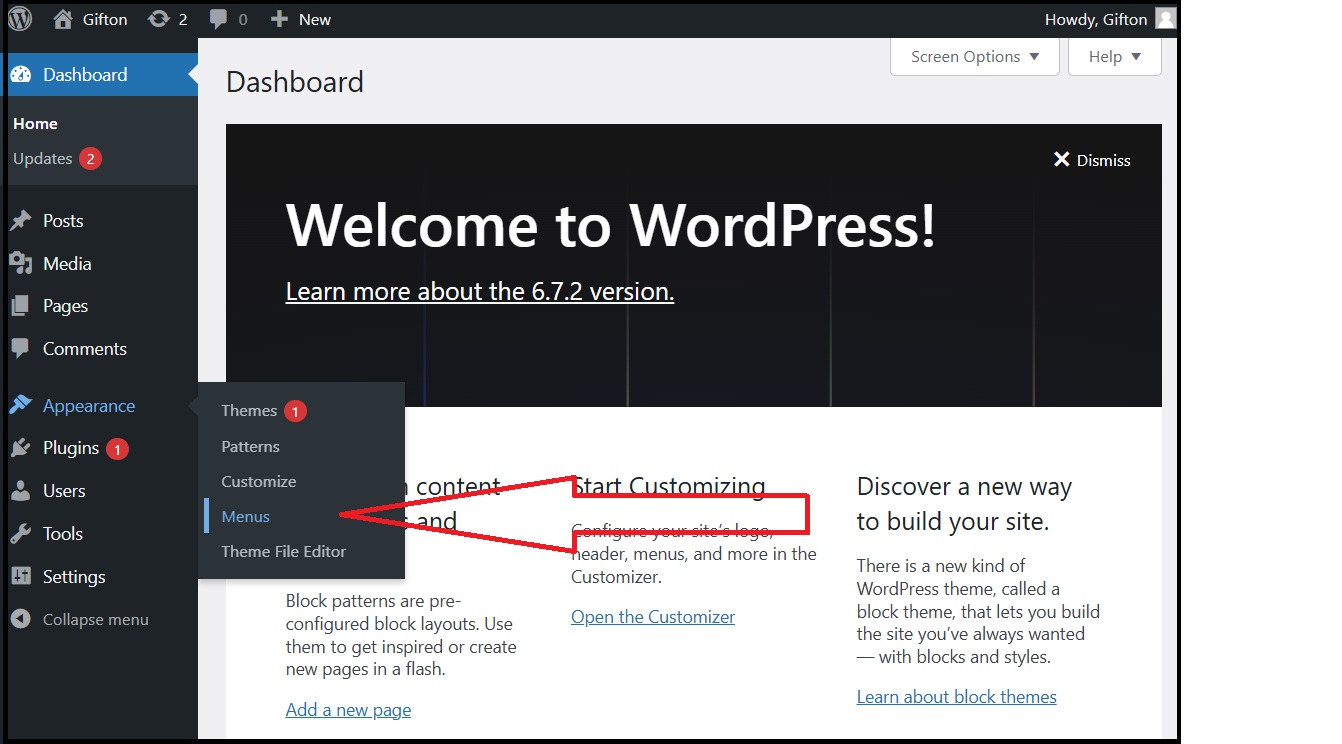 Gifton
2
0
New
Howdy, Gifton
Dashboard
Home
Updates 2
Posts
Media
Pages
Comments
Appearance
Plugins 1
Users
Tools
Settings
Collapse menu
Themes 1
Patterns
Customize
Menus
Theme File Editor
Screen Options ▼
Help ▼
Dashboard
Dismiss
Welcome to WordPress!
Learn more about the 6.7.2 version.
content
and
Block patterns are pre-
configured block layouts. Use
them to get inspired or create
new pages in a flash.
Add a new page
Start Customizing
Configure your site’s logo,
header, menus, and more in the
Customizer.
Open the Customizer
Discover a new way
to build your site.
There is a new kind of
WordPress theme, called a
block theme, that lets you build
the site you’ve always wanted
— with blocks and styles.
Learn about block themes